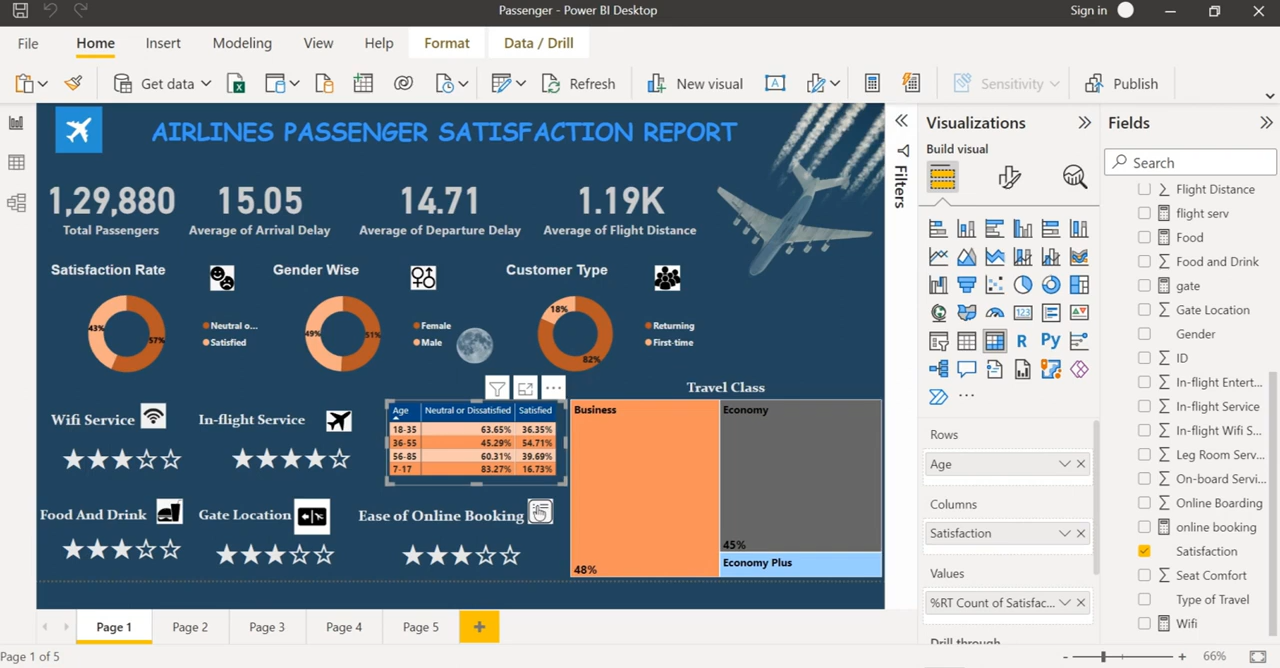 Passenger - Power BI Desktop
Sign in
File Home Insert Modeling View Help Format Data / Drill
Get data Refresh New visual A Sensitivity Publish
AIRLINES PASSENGER SATISFACTION REPORT
1,29,880 15.05 14.71 1.19K
Total Passengers Average of Arrival Delay Average of Departure Delay Average of Flight Distance
Satisfaction Rate Gender Wise Customer Type
43% 57%
Neutral o...
Satisfied
49% 51%
Female
Male
18% 82%
Returning
First-time
Wifi Service In-flight Service
Age Neutral or Dissatisfied Satisfied
18-35 63.65% 36.35%
36-55 45.29% 54.71%
56-85 60.31% 39.69%
7-17 83.27% 16.73%
Travel Class
Business
48%
Economy
45%
Economy Plus
Food And Drink Gate Location Ease of Online Booking
Filters
Visualizations
Build visual
123
R Py
...
Rows
Age
Columns
Satisfaction
Values
%RT Count of Satisfac...
Drill through
Fields
Search
Flight Distance
flight serv
Food
Food and Drink
gate
Gate Location
Gender
ID
In-flight Entert...
In-flight Service
In-flight Wifi S...
Leg Room Serv...
On-board Servi...
Online Boarding
online booking
Satisfaction
Seat Comfort
Type of Travel
Wifi
Page 1 Page 2 Page 3 Page 4 Page 5 +
Page 1 of 5
- + 66%